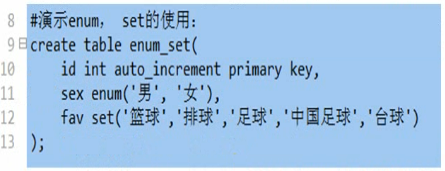 8 #演示enum, set的使用:
9 create table enum_set(
10 id int auto_increment primary key,
11 sex enum('男', '女'),
12 fav set('篮球','排球','足球','中国足球','台球')
13 );